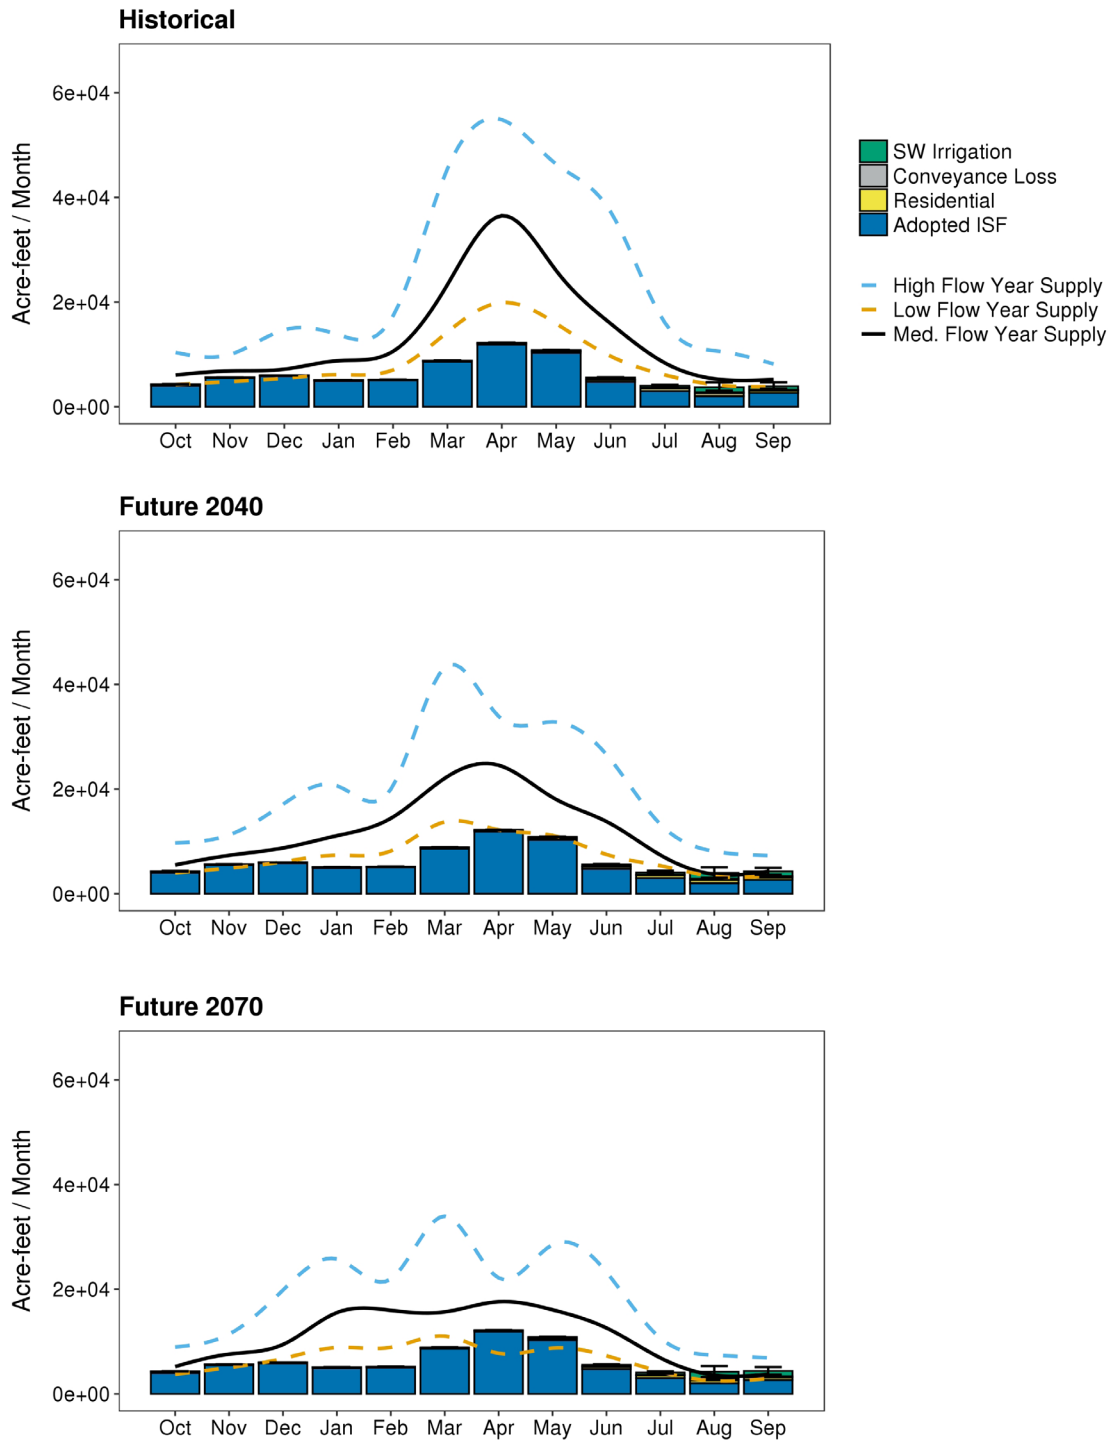 Historical
Acre-feet / Month
6e+04
4e+04
2e+04
0e+00
Oct Nov Dec Jan Feb Mar Apr May Jun Jul Aug Sep
SW Irrigation
Conveyance Loss
Residential
Adopted ISF
High Flow Year Supply
Low Flow Year Supply
Med. Flow Year Supply
Future 2040
Acre-feet / Month
6e+04
4e+04
2e+04
0e+00
Oct Nov Dec Jan Feb Mar Apr May Jun Jul Aug Sep
Future 2070
Acre-feet / Month
6e+04
4e+04
2e+04
0e+00
Oct Nov Dec Jan Feb Mar Apr May Jun Jul Aug Sep